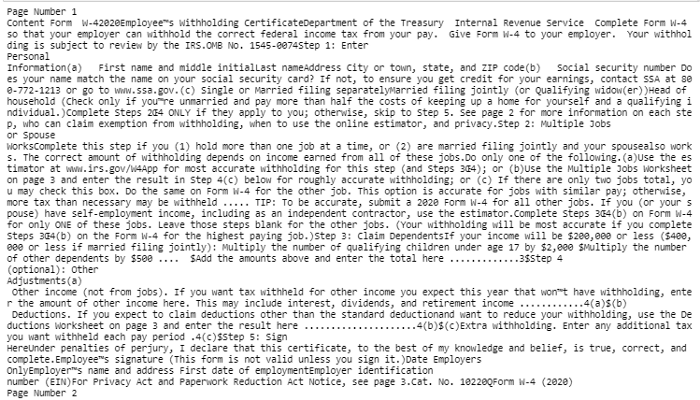 Page Number 1
Content Form  W-42020Employee™s Withholding CertificateDepartment of the Treasury  Internal Revenue Service  Complete Form W-4
so that your employer can withhold the correct federal income tax from your pay.  Give Form W-4 to your employer.  Your withhol
ding is subject to review by the IRS.OMB No. 1545-0074Step 1: Enter
Personal
Information(a)   First name and middle initialLast nameAddress City or town, state, and ZIP code(b)   Social security number Do
es your name match the name on your social security card? If not, to ensure you get credit for your earnings, contact SSA at 80
0-772-1213 or go to www.ssa.gov.(c) Single or Married filing separatelyMarried filing jointly (or Qualifying widow(er))Head of
household (Check only if you™re unmarried and pay more than half the costs of keeping up a home for yourself and a qualifying i
ndividual.)Complete Steps 2Œ4 ONLY if they apply to you; otherwise, skip to Step 5. See page 2 for more information on each ste
p, who can claim exemption from withholding, when to use the online estimator, and privacy.Step 2: Multiple Jobs
or Spouse
WorksComplete this step if you (1) hold more than one job at a time, or (2) are married filing jointly and your spousealso work
s. The correct amount of withholding depends on income earned from all of these jobs.Do only one of the following.(a)Use the es
timator at www.irs.gov/W4App for most accurate withholding for this step (and Steps 3Œ4); or (b)Use the Multiple Jobs Worksheet
on page 3 and enter the result in Step 4(c) below for roughly accurate withholding; or (c) If there are only two jobs total, yo
u may check this box. Do the same on Form W-4 for the other job. This option is accurate for jobs with similar pay; otherwise,
more tax than necessary may be withheld ..... TIP: To be accurate, submit a 2020 Form W-4 for all other jobs. If you (or your s
pouse) have self-employment income, including as an independent contractor, use the estimator.Complete Steps 3Œ4(b) on Form W-4
for only ONE of these jobs. Leave those steps blank for the other jobs. (Your withholding will be most accurate if you complete
Steps 3Œ4(b) on the Form W-4 for the highest paying job.)Step 3: Claim DependentsIf your income will be $200,000 or less ($400,
000 or less if married filing jointly): Multiply the number of qualifying children under age 17 by $2,000 $Multiply the number
of other dependents by $500 ....  $Add the amounts above and enter the total here .............3$Step 4
(optional): Other
Adjustments(a)
 Other income (not from jobs). If you want tax withheld for other income you expect this year that won™t have withholding, ente
r the amount of other income here. This may include interest, dividends, and retirement income ............4(a)$(b)
 Deductions. If you expect to claim deductions other than the standard deductionand want to reduce your withholding, use the De
ductions Worksheet on page 3 and enter the result here .....................4(b)$(c)Extra withholding. Enter any additional tax
you want withheld each pay period .4(c)$Step 5: Sign
HereUnder penalties of perjury, I declare that this certificate, to the best of my knowledge and belief, is true, correct, and
complete.Employee™s signature (This form is not valid unless you sign it.)Date Employers
OnlyEmployer™s name and address First date of employmentEmployer identification
number (EIN)For Privacy Act and Paperwork Reduction Act Notice, see page 3.Cat. No. 10220QForm W-4 (2020)
Page Number 2